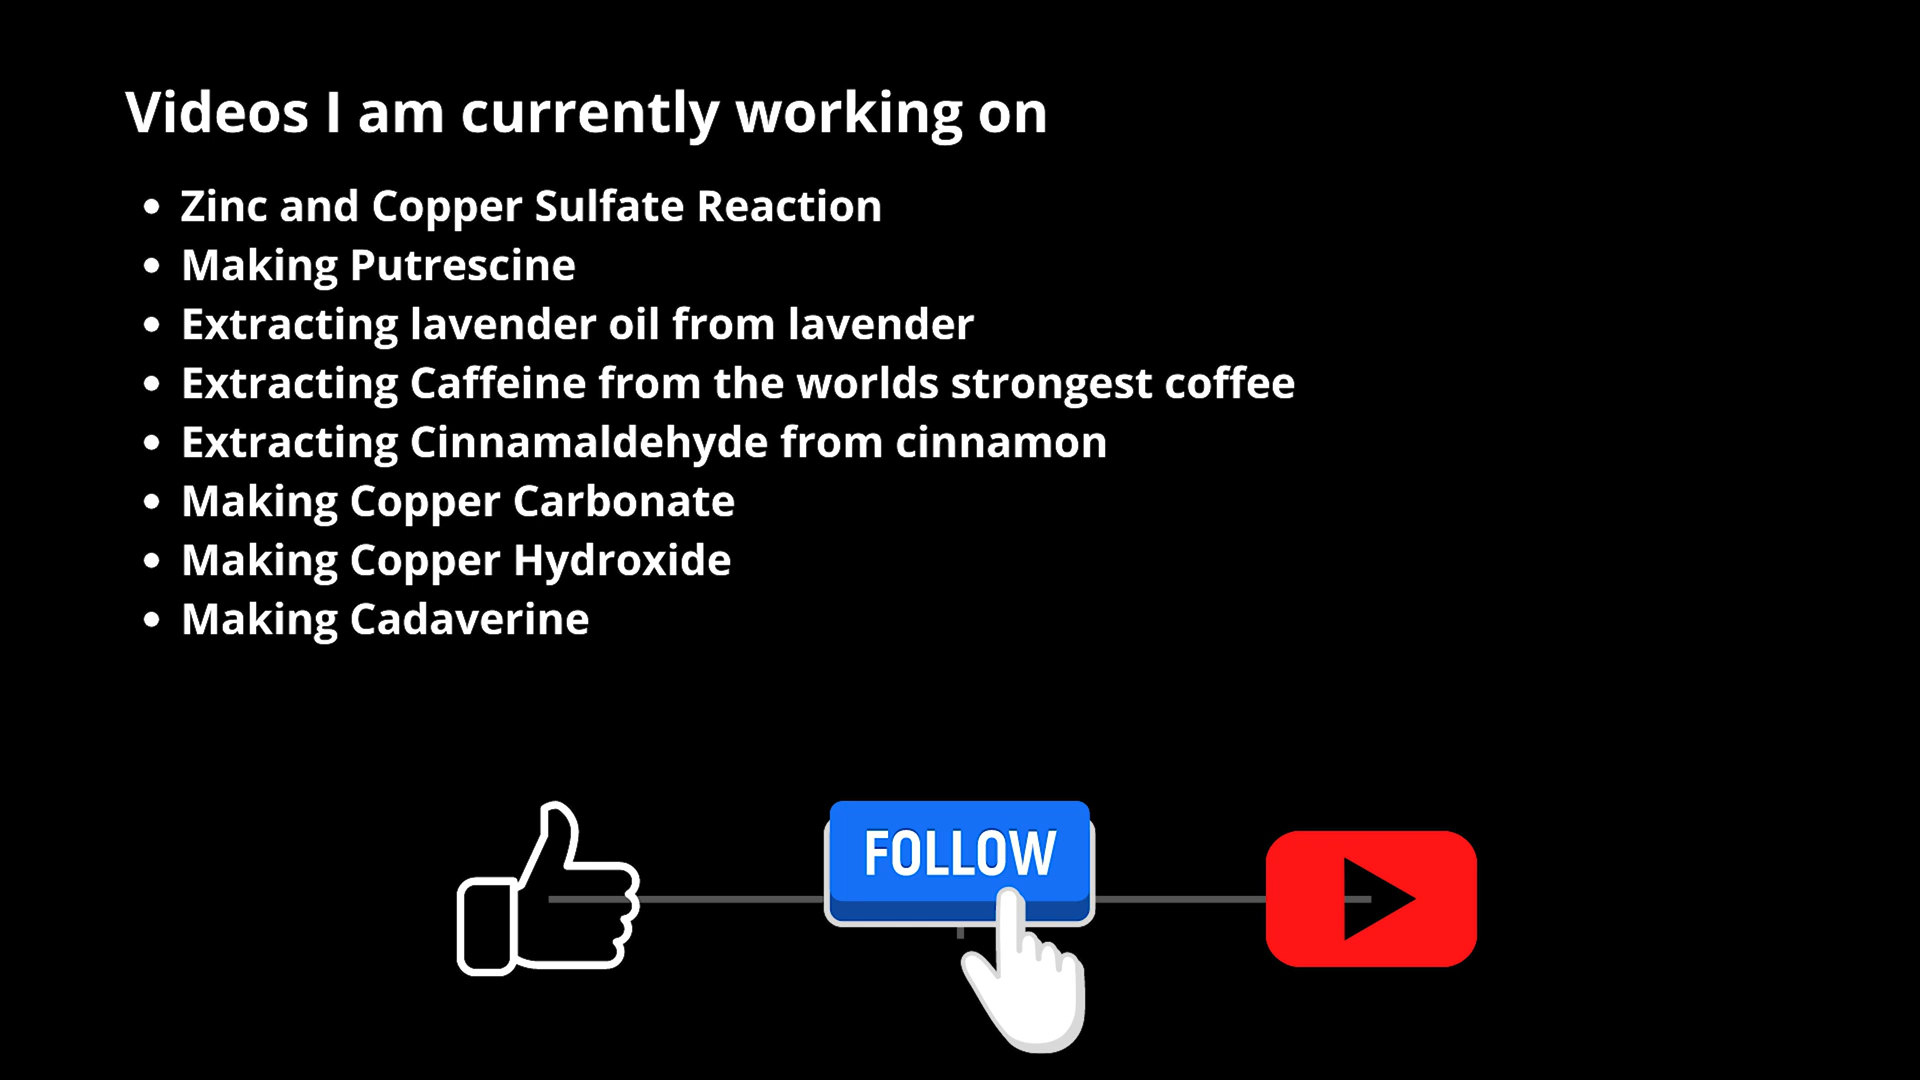 Videos I am currently working on
• Zinc and Copper Sulfate Reaction
• Making Putrescine
• Extracting lavender oil from lavender
• Extracting Caffeine from the worlds strongest coffee
• Extracting Cinnamaldehyde from cinnamon
• Making Copper Carbonate
• Making Copper Hydroxide
• Making Cadaverine
FOLLOW